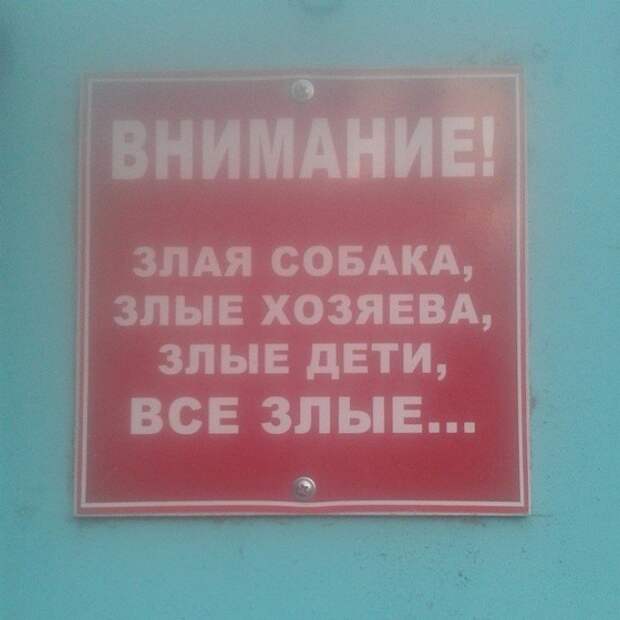 ВНИМАНИЕ!
ЗЛАЯ СОБАКА,
ЗЛЫЕ ХОЗЯЕВА,
ЗЛЫЕ ДЕТИ,
ВСЕ ЗЛЫЕ...